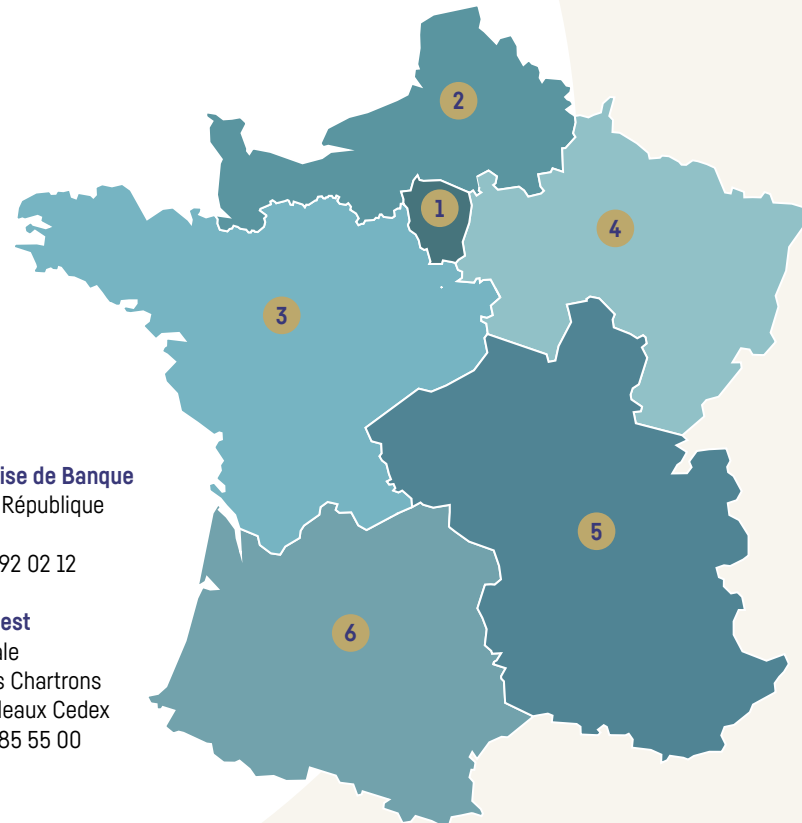 2
1
4
3
ise de Banque
République
92 02 12
5
est
ale
s Chartrons
eaux Cedex
85 55 00
6